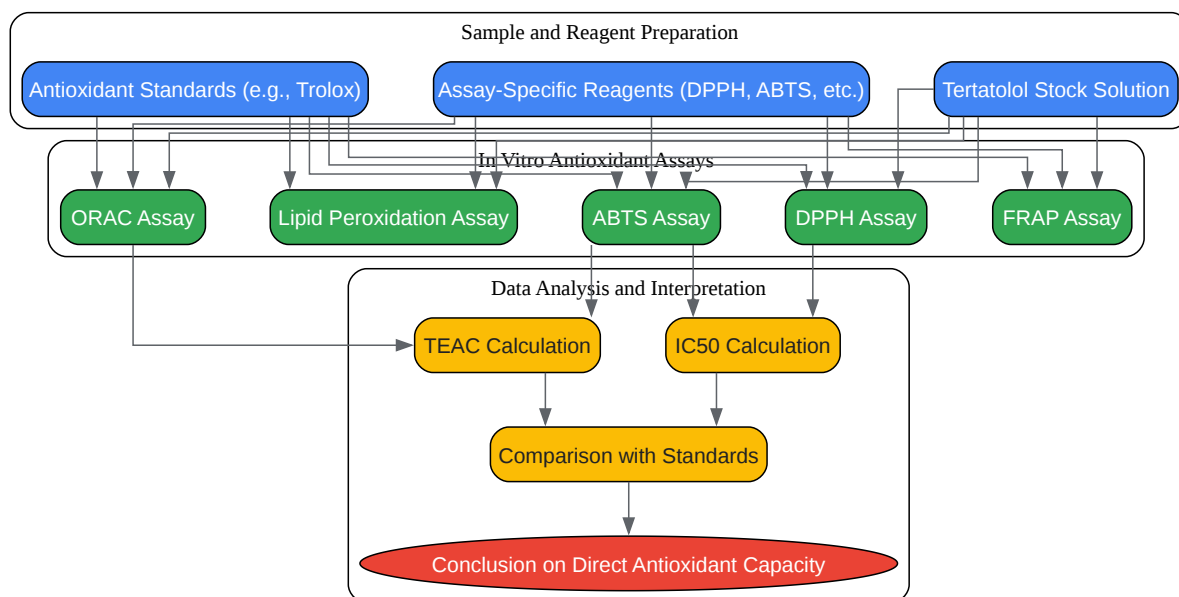 Sample and Reagent Preparation
Antioxidant Standards (e.g., Trolox)
Assay-Specific Reagents (DPPH, ABTS, etc.)
Tertatolol Stock Solution
In Vitro Antioxidant Assays
ORAC Assay
Lipid Peroxidation Assay
ABTS Assay
DPPH Assay
FRAP Assay
Data Analysis and Interpretation
TEAC Calculation
IC50 Calculation
Comparison with Standards
Conclusion on Direct Antioxidant Capacity